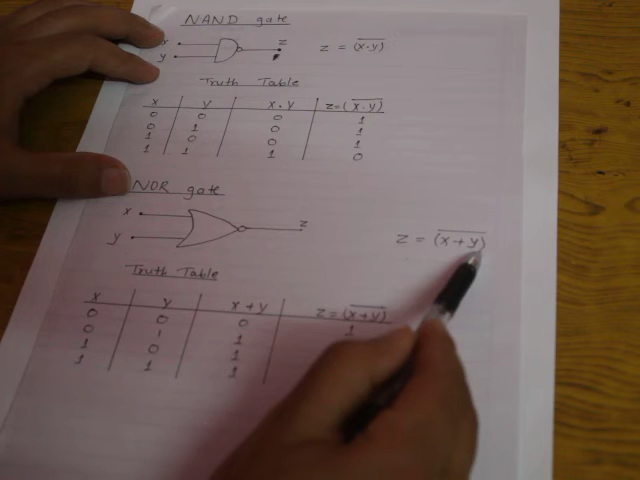 NAND gate
x
y
z
z = (x·y)̅
Truth Table
x y x·y z=(x·y)̅
0 0 0 1
0 1 0 1
1 0 0 1
1 1 1 0
NOR gate
x
y
z
z = (x+y)̅
Truth Table
x y x+y z=(x+y)̅
0 0 0 1
0 1 1
1 0 1
1 1 1